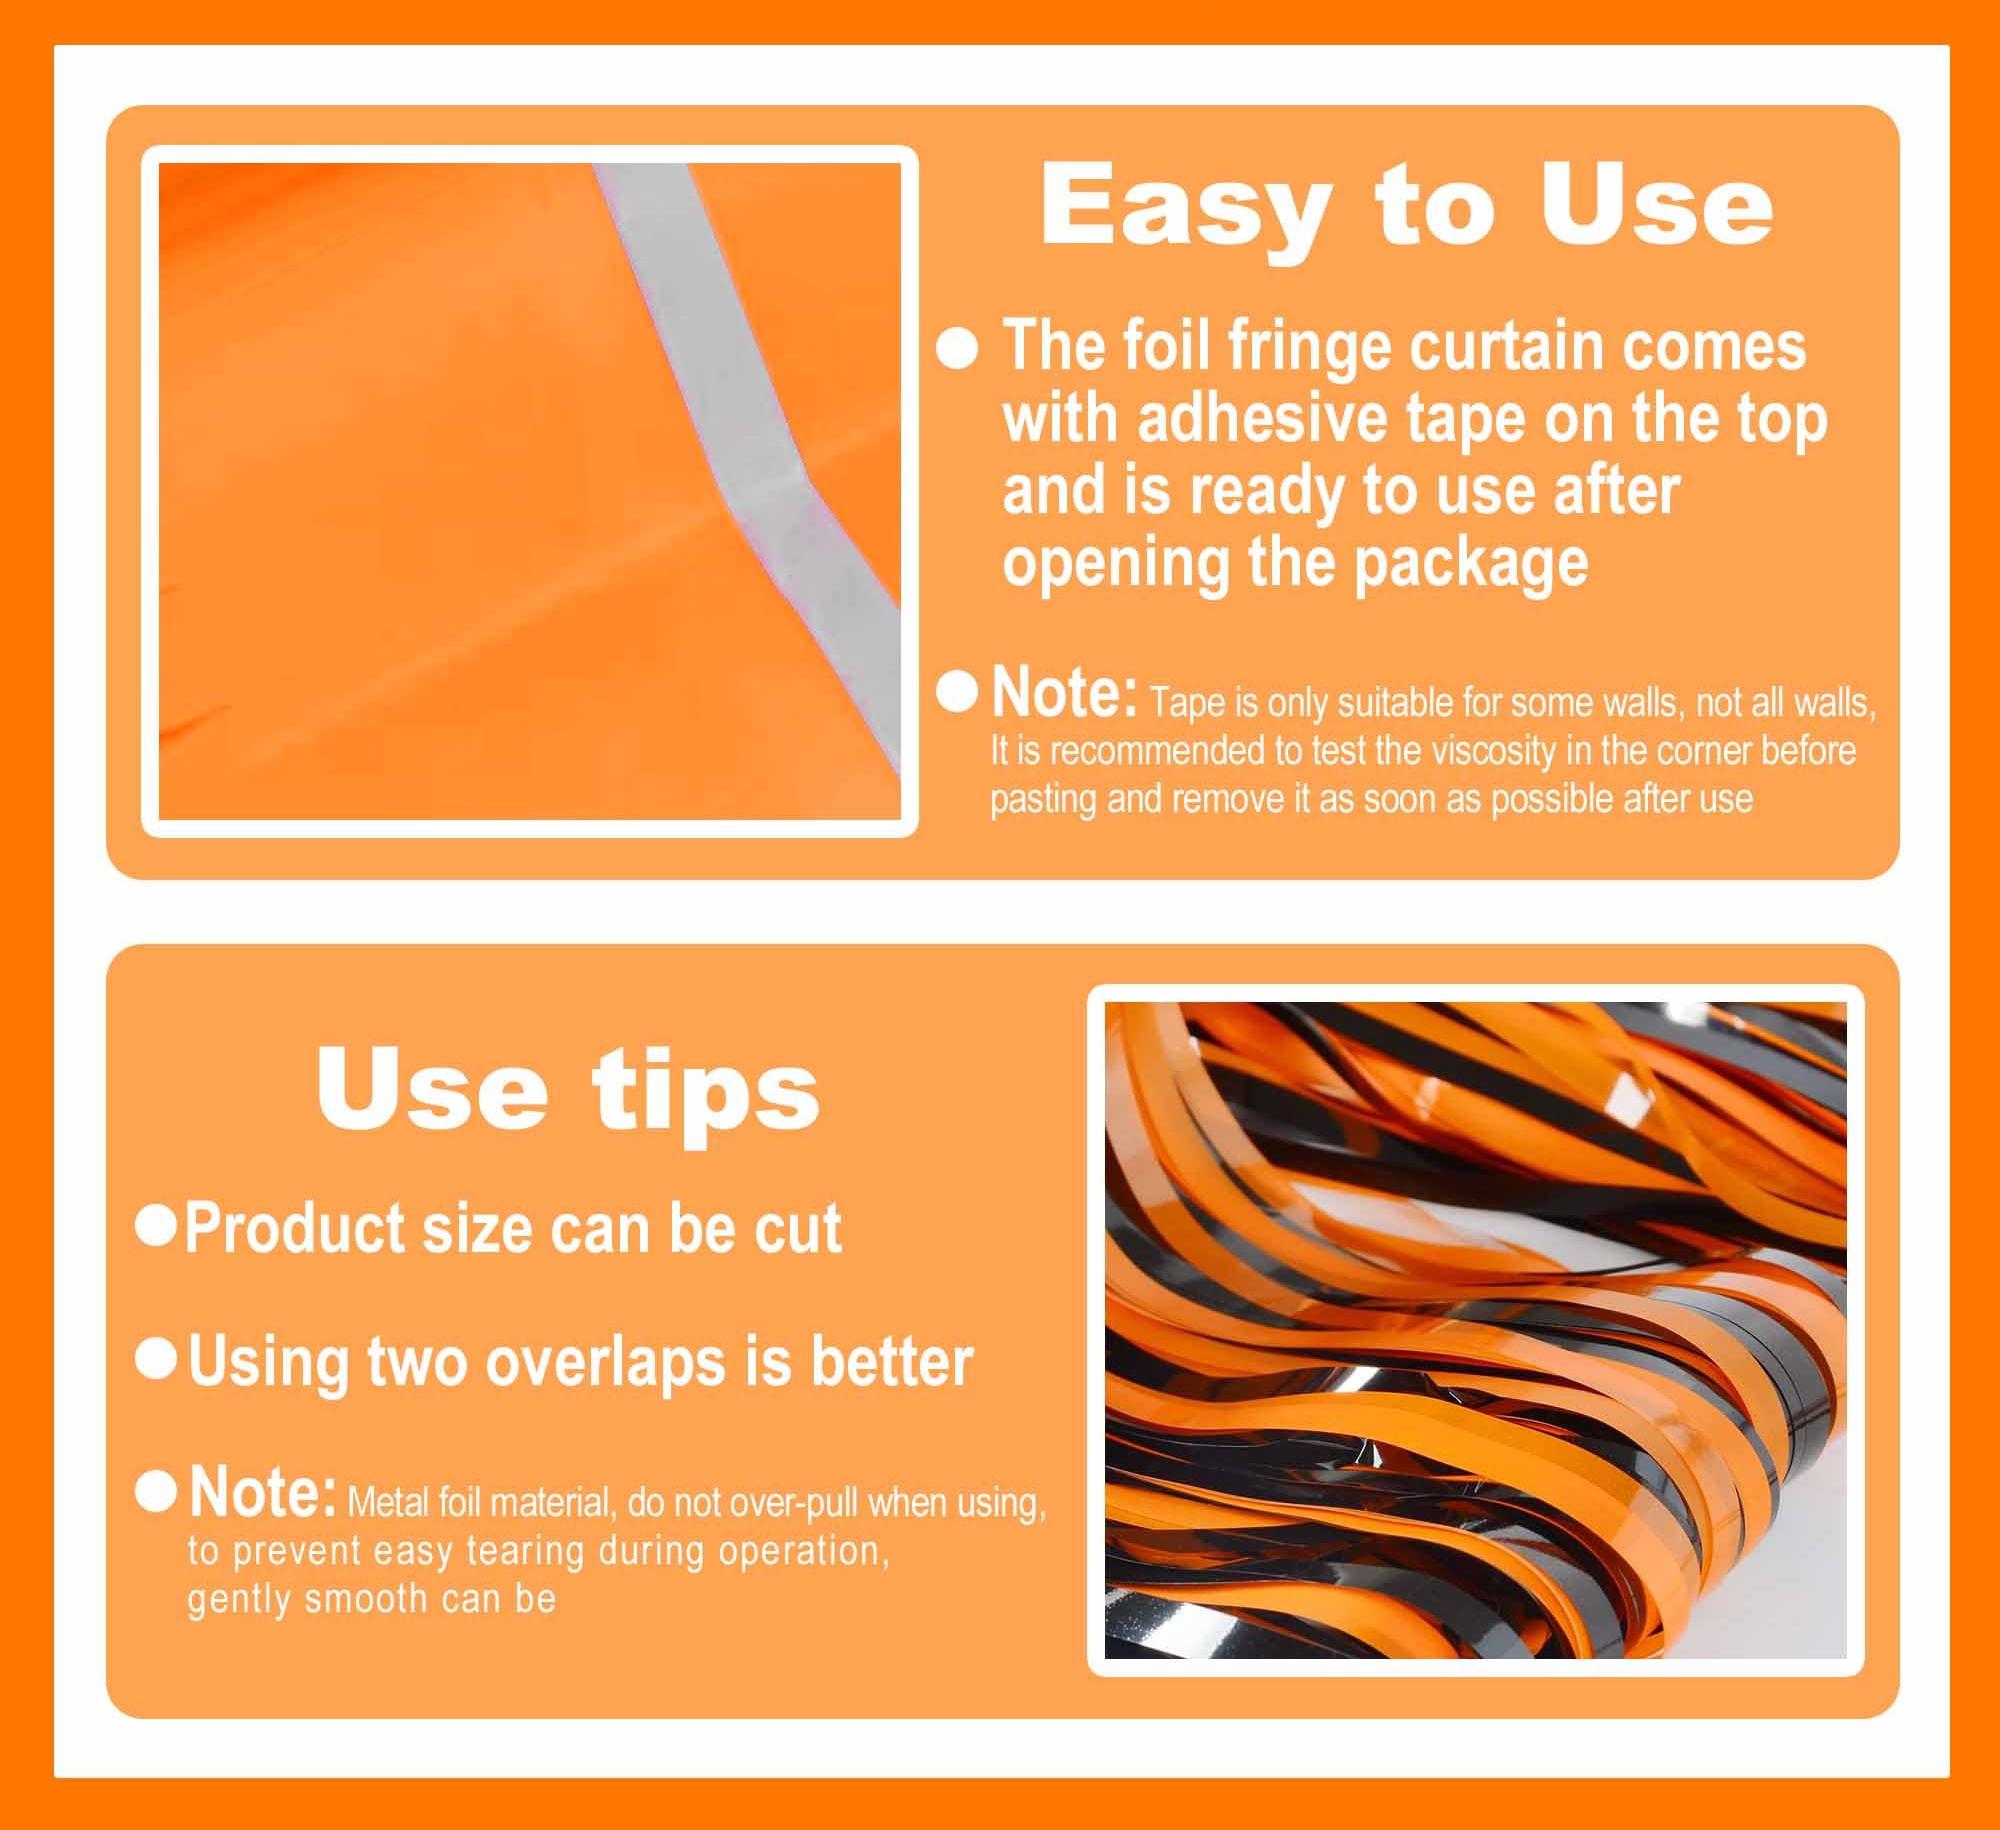 Easy to Use
The foil fringe curtain comes
with adhesive tape on the top
and is ready to use after
opening the package
Note: Tape is only suitable for some walls, not all walls,
It is recommended to test the viscosity in the corner before
pasting and remove it as soon as possible after use
Use tips
Product size can be cut
Using two overlaps is better
Note: Metal foil material, do not over-pull when using,
to prevent easy tearing during operation,
gently smooth can be